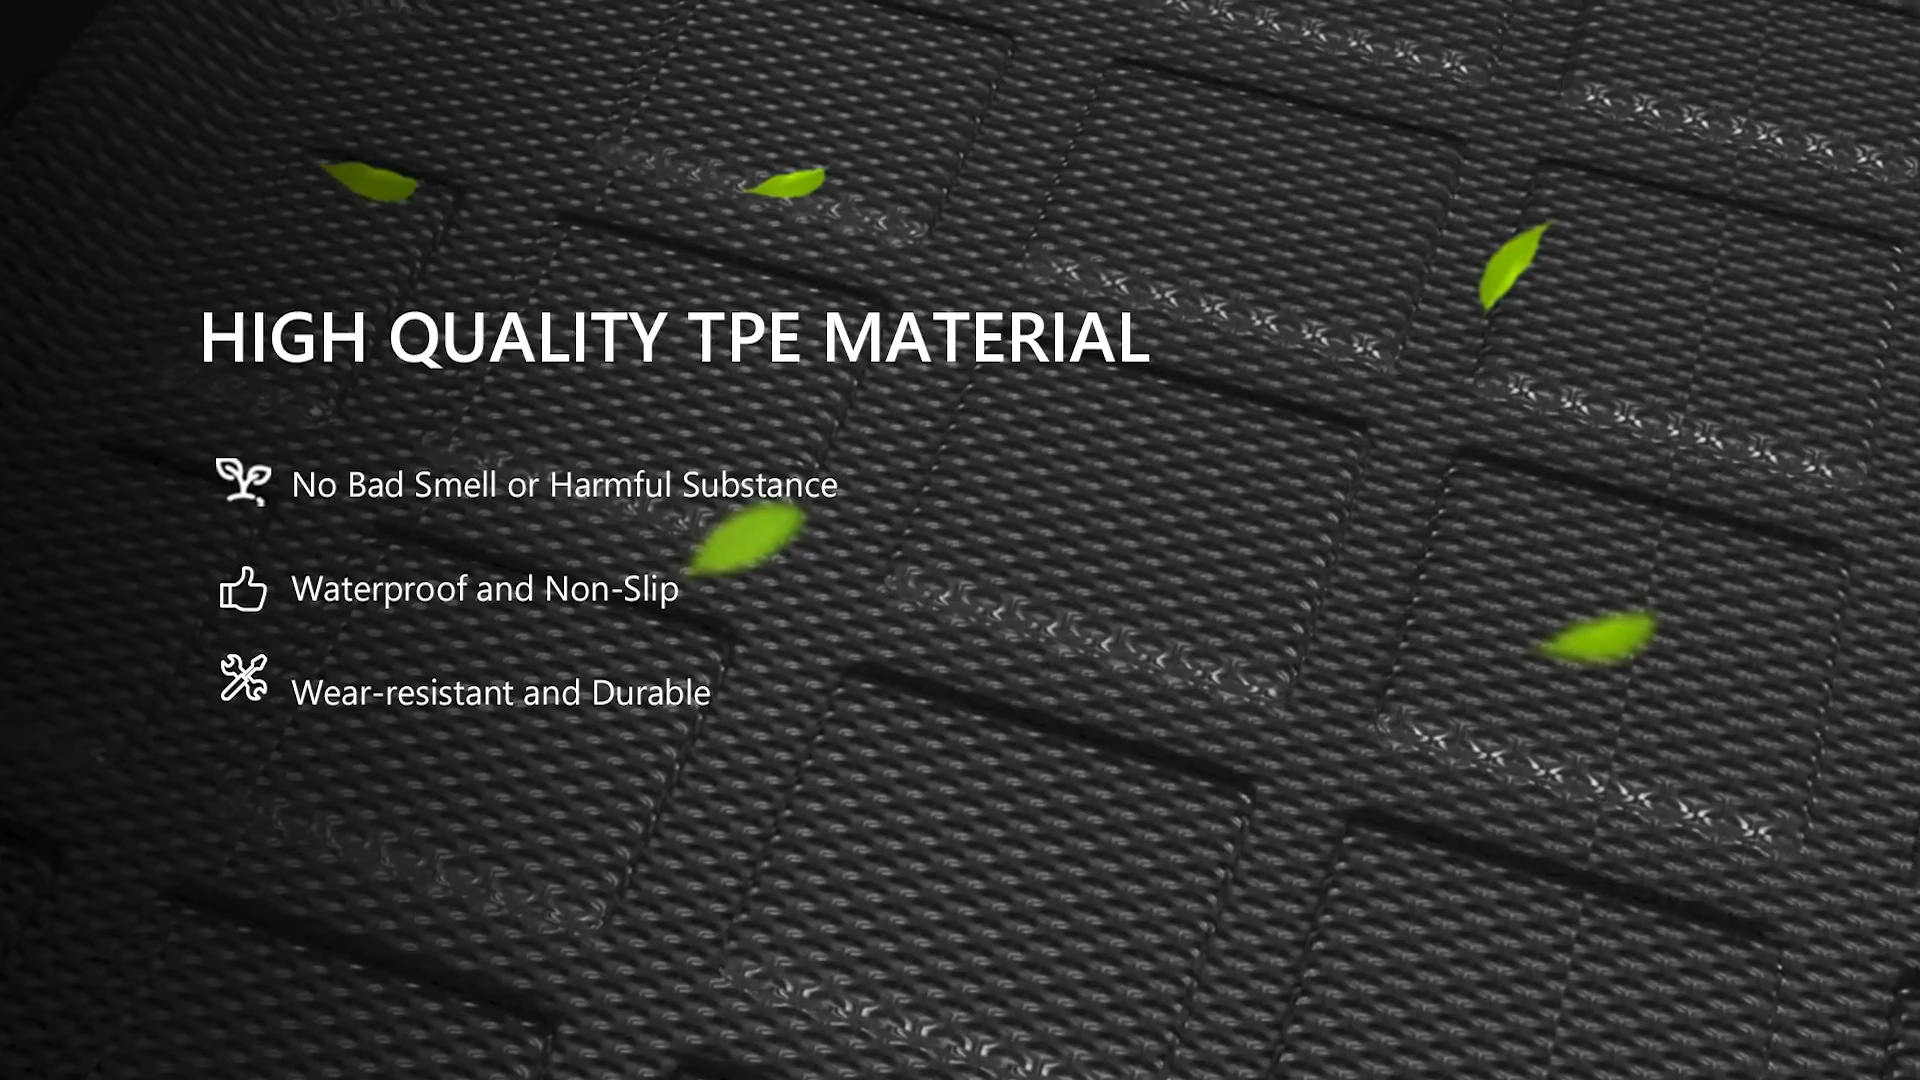 HIGH QUALITY TPE MATERIAL
No Bad Smell or Harmful Substance
Waterproof and Non-Slip
Wear-resistant and Durable